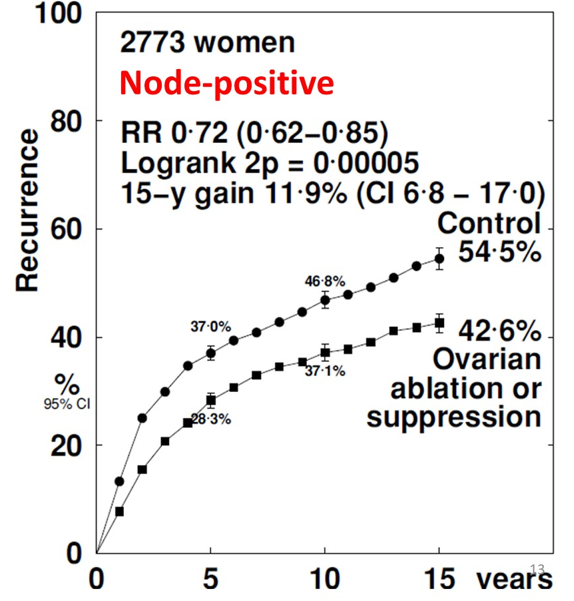 100
80
60
40
20
0
Recurrence
%
95% CI
2773 women
Node-positive
RR 0·72 (0·62–0·85)
Logrank 2p = 0·00005
15–y gain 11·9% (CI 6·8 – 17·0)
Control
54·5%
46·8%
37·0%
42·6%
Ovarian
ablation or
suppression
37·1%
28·3%
0 5 10 15 years
13